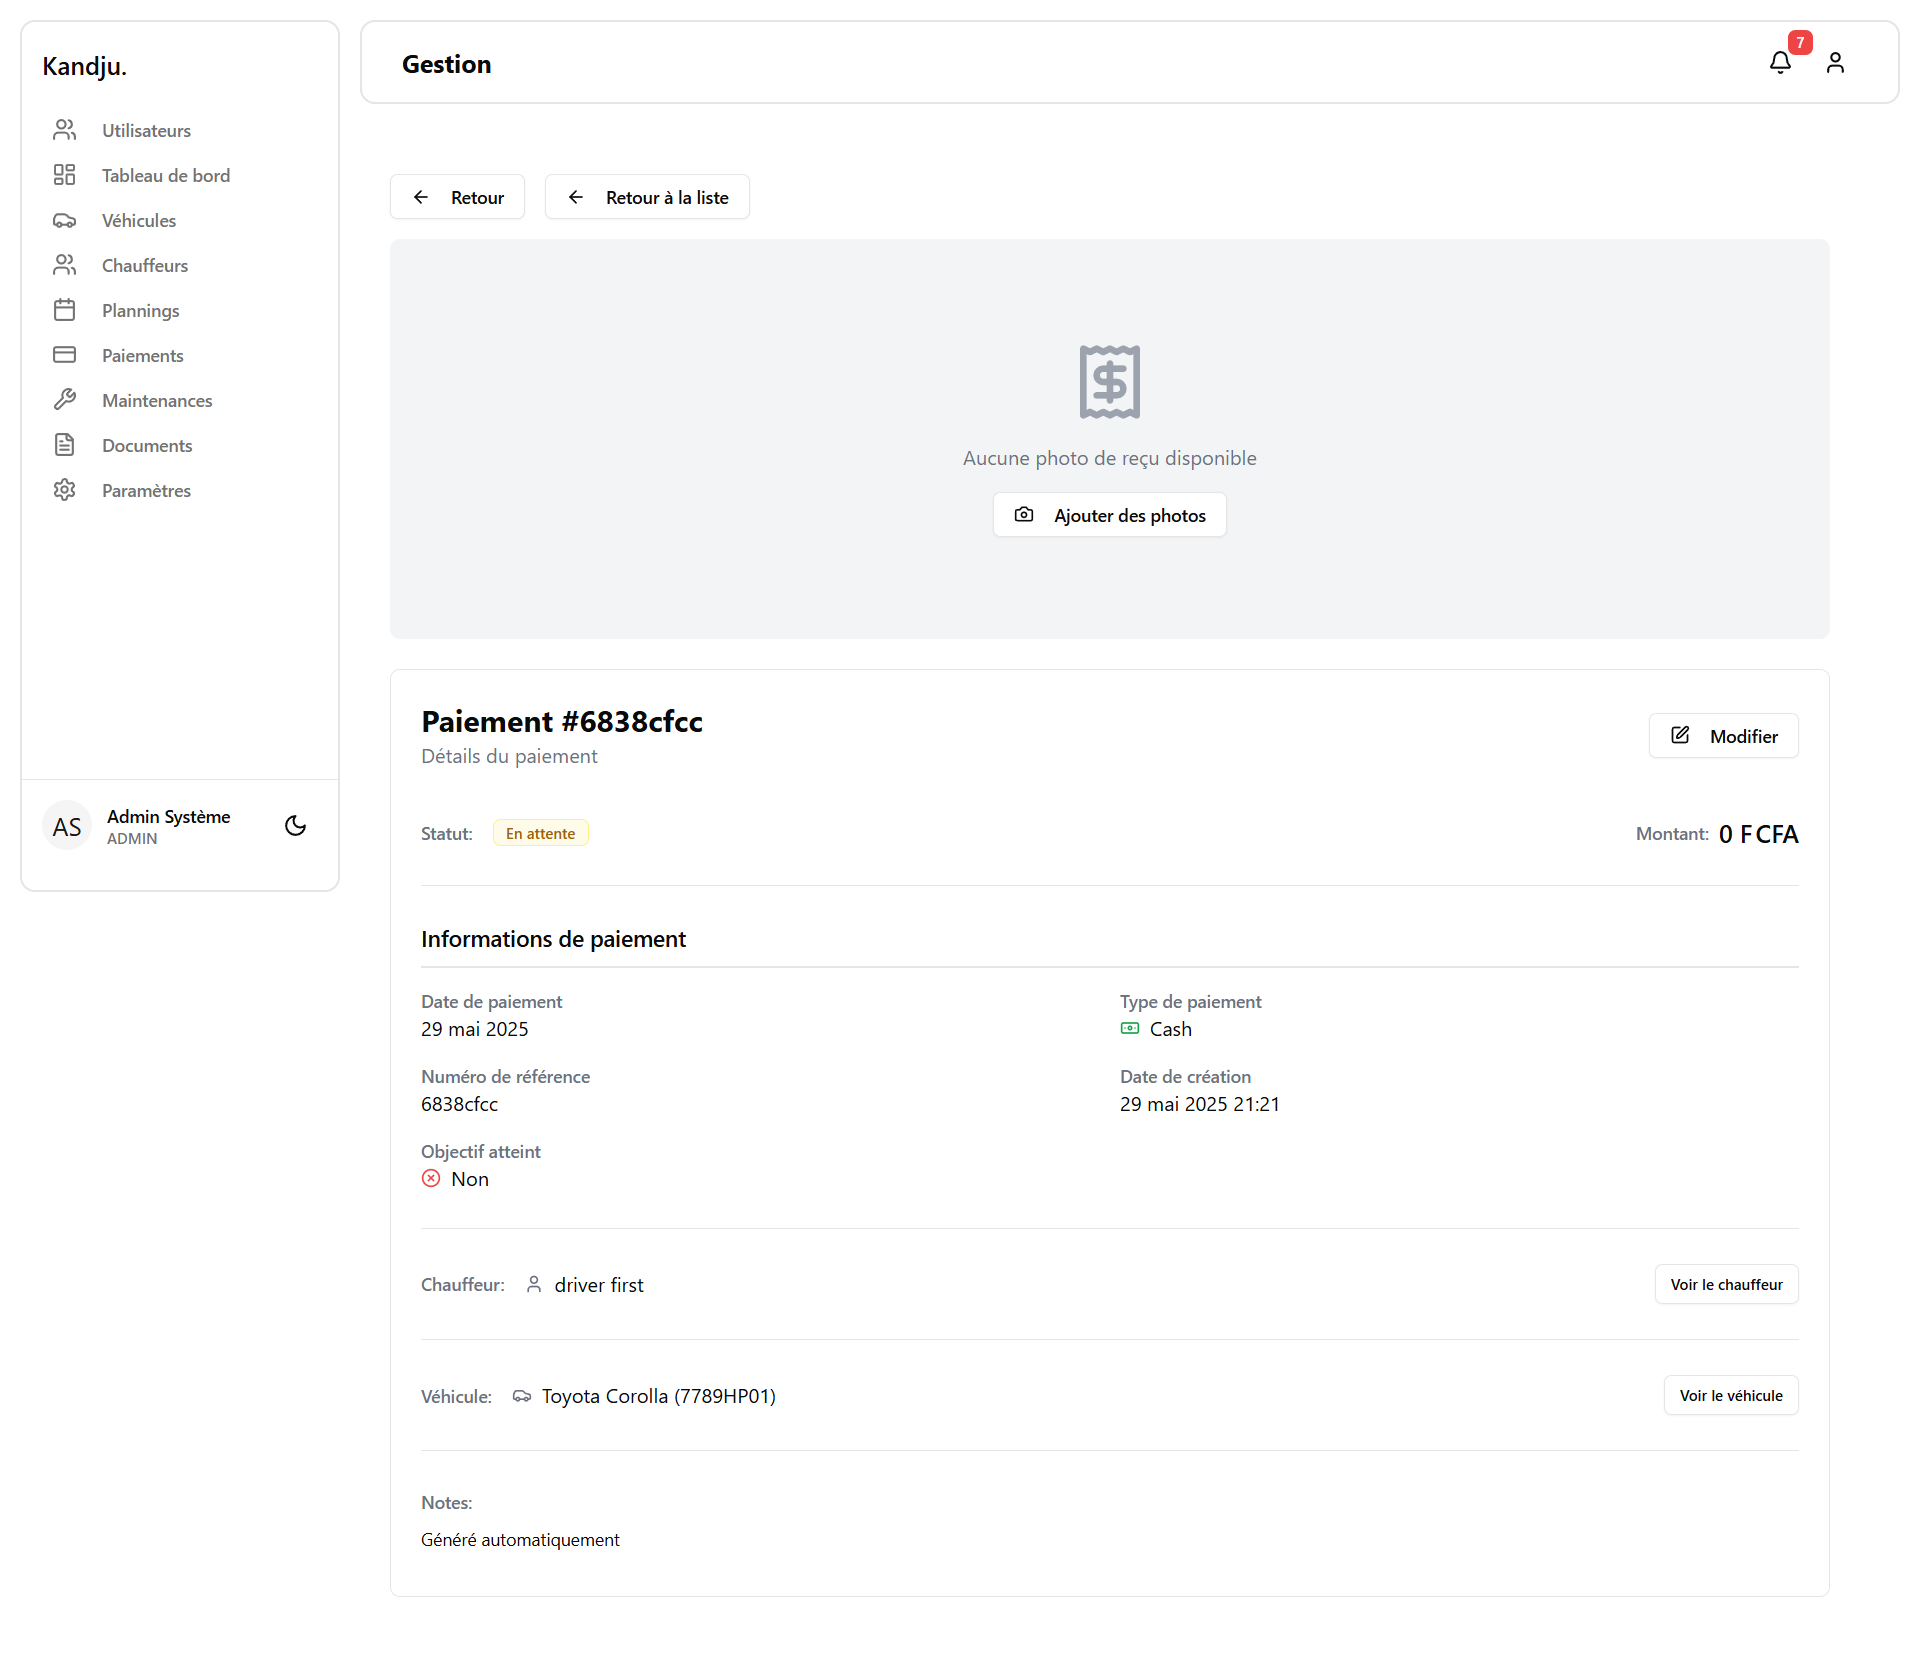 Kandju.
Utilisateurs
Tableau de bord
Véhicules
Chauffeurs
Plannings
Paiements
Maintenances
Documents
Paramètres
AS
Admin Système
ADMIN
Gestion
7
Retour
Retour à la liste
Aucune photo de reçu disponible
Ajouter des photos
Paiement #6838cfcc
Détails du paiement
Modifier
Statut: En attente
Montant: 0 F CFA
Informations de paiement
Date de paiement
29 mai 2025
Type de paiement
Cash
Numéro de référence
6838cfcc
Date de création
29 mai 2025 21:21
Objectif atteint
Non
Chauffeur: driver first
Voir le chauffeur
Véhicule: Toyota Corolla (7789HP01)
Voir le véhicule
Notes:
Généré automatiquement